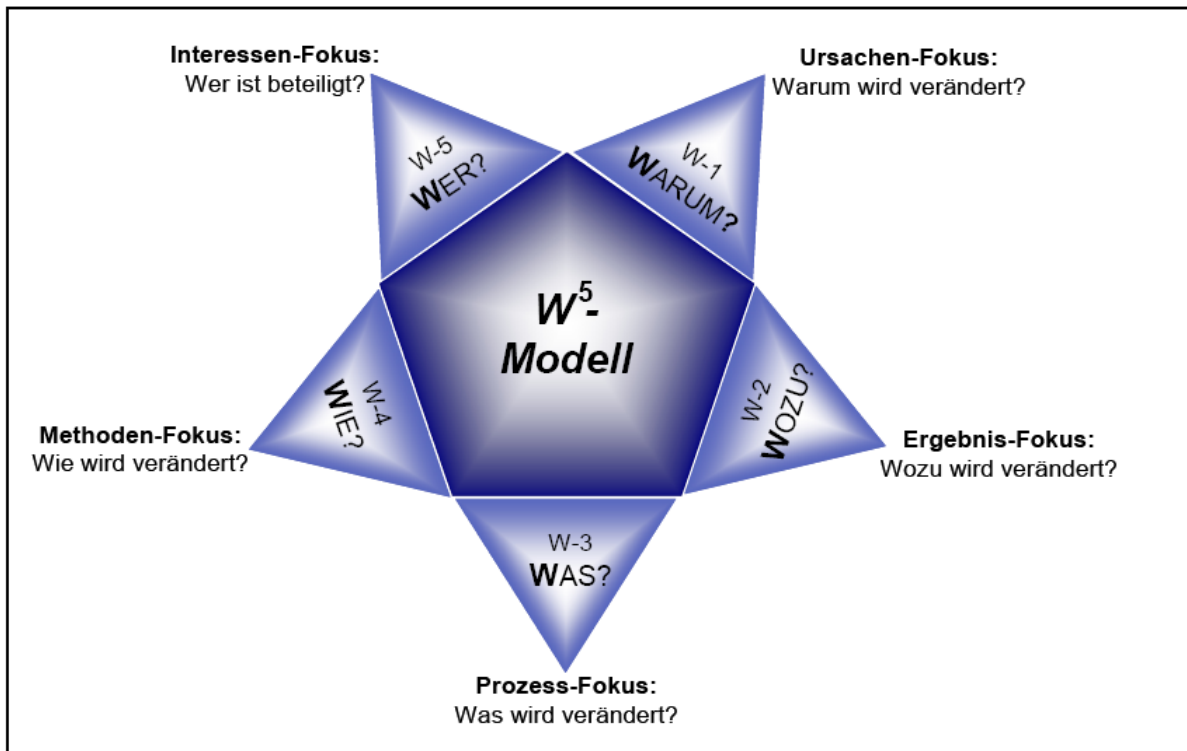 Interessen-Fokus:
Wer ist beteiligt?
Ursachen-Fokus:
Warum wird verändert?
W-5
WER?
W-1
WARUM?
W⁵-
Modell
W-4
WIE?
W-2
WOZU?
Methoden-Fokus:
Wie wird verändert?
Ergebnis-Fokus:
Wozu wird verändert?
W-3
WAS?
Prozess-Fokus:
Was wird verändert?